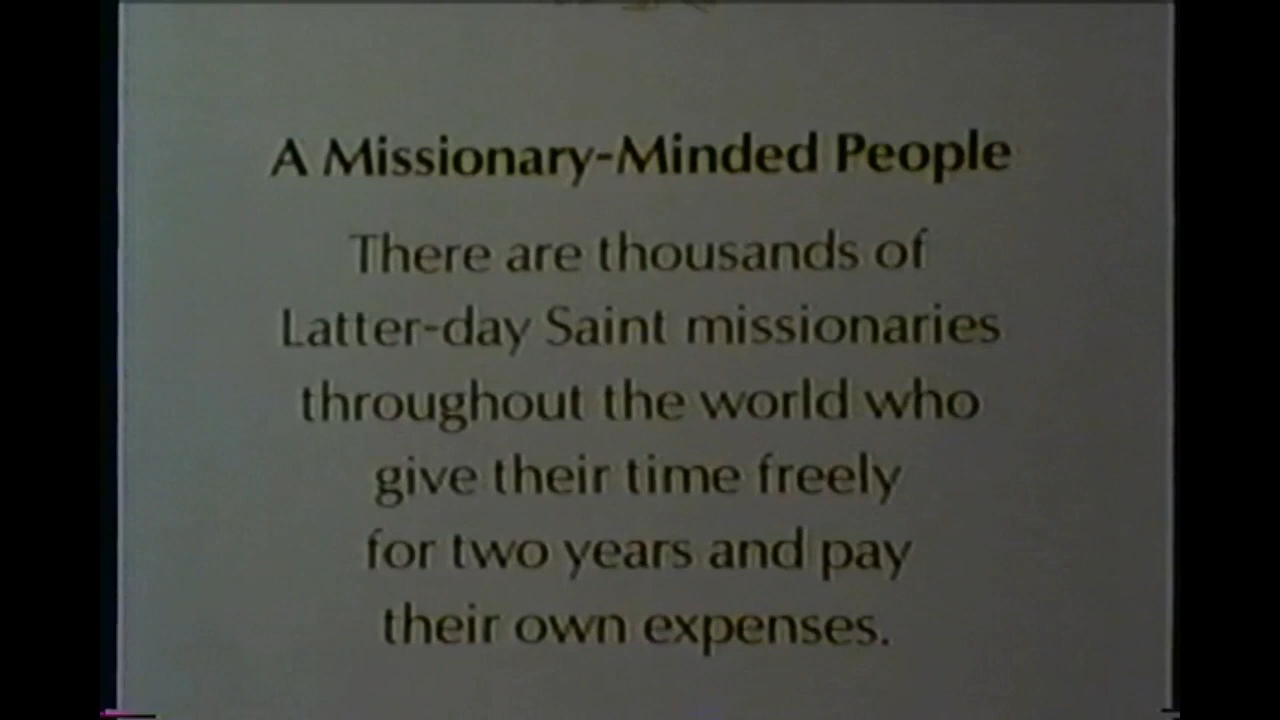 A Missionary-Minded People
There are thousands of
Latter-day Saint missionaries
throughout the world who
give their time freely
for two years and pay
their own expenses.